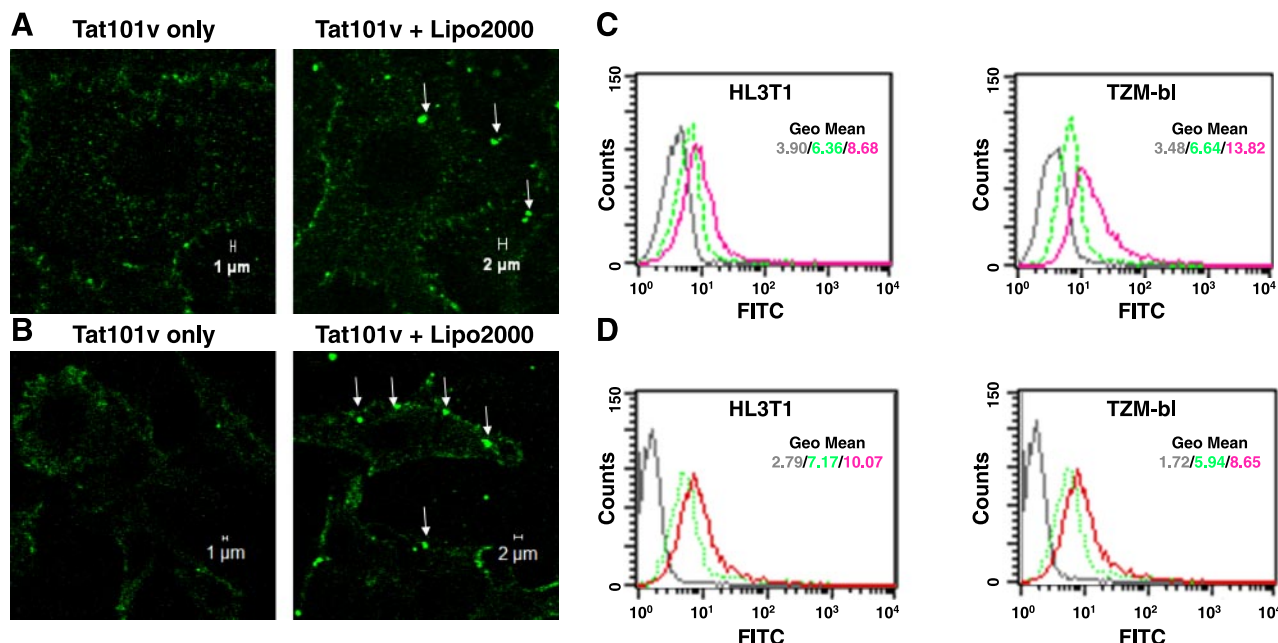 A
Tat101v only
Tat101v + Lipo2000
1 µm
2 µm
B
Tat101v only
Tat101v + Lipo2000
1 µm
2 µm
C
150
Counts
0
HL3T1
Geo Mean
3.90/6.36/8.68
10⁰ 10¹ 10² 10³ 10⁴
FITC
150
Counts
0
TZM-bl
Geo Mean
3.48/6.64/13.82
10⁰ 10¹ 10² 10³ 10⁴
FITC
D
150
Counts
0
HL3T1
Geo Mean
2.79/7.17/10.07
10⁰ 10¹ 10² 10³ 10⁴
FITC
150
Counts
0
TZM-bl
Geo Mean
1.72/5.94/8.65
10⁰ 10¹ 10² 10³ 10⁴
FITC